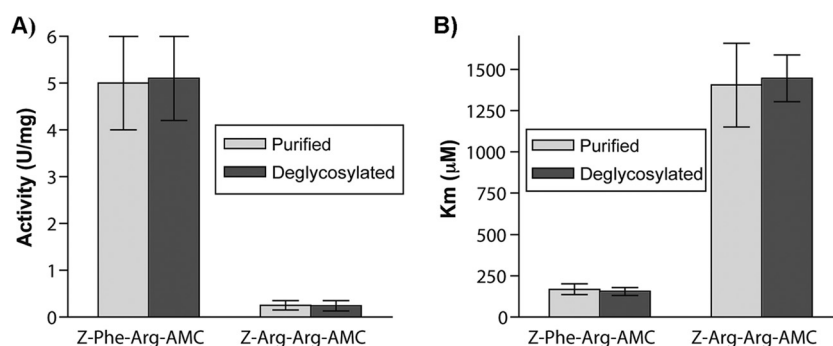 A)
Activity (U/mg)
6
5
4
3
2
1
0
Purified
Deglycosylated
Z-Phe-Arg-AMC Z-Arg-Arg-AMC
B)
Km (μM)
1500
1250
1000
750
500
250
0
Purified
Deglycosylated
Z-Phe-Arg-AMC Z-Arg-Arg-AMC